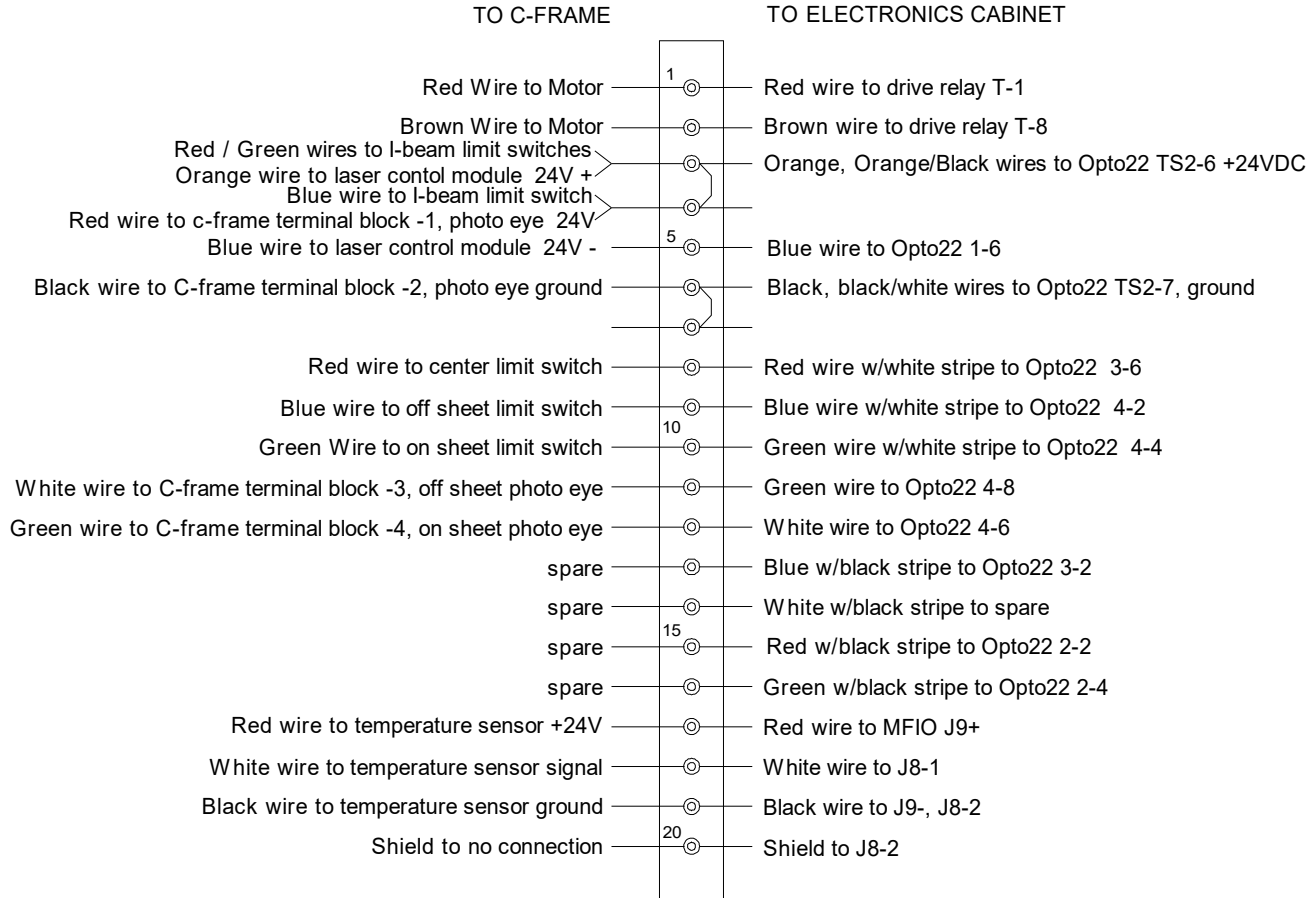 TO C-FRAME
TO ELECTRONICS CABINET
Red Wire to Motor
1
Red wire to drive relay T-1
Brown Wire to Motor
Brown wire to drive relay T-8
Red / Green wires to I-beam limit switches
Orange wire to laser contol module 24V +
Orange, Orange/Black wires to Opto22 TS2-6 +24VDC
Blue wire to I-beam limit switch
Red wire to c-frame terminal block -1, photo eye 24V
Blue wire to laser control module 24V -
5
Blue wire to Opto22 1-6
Black wire to C-frame terminal block -2, photo eye ground
Black, black/white wires to Opto22 TS2-7, ground
Red wire to center limit switch
Red wire w/white stripe to Opto22 3-6
Blue wire to off sheet limit switch
Blue wire w/white stripe to Opto22 4-2
Green Wire to on sheet limit switch
10
Green wire w/white stripe to Opto22 4-4
White wire to C-frame terminal block -3, off sheet photo eye
Green wire to Opto22 4-8
Green wire to C-frame terminal block -4, on sheet photo eye
White wire to Opto22 4-6
spare
Blue w/black stripe to Opto22 3-2
spare
White w/black stripe to spare
spare
15
Red w/black stripe to Opto22 2-2
spare
Green w/black stripe to Opto22 2-4
Red wire to temperature sensor +24V
Red wire to MFIO J9+
White wire to temperature sensor signal
White wire to J8-1
Black wire to temperature sensor ground
Black wire to J9-, J8-2
Shield to no connection
20
Shield to J8-2